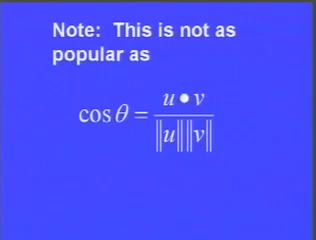 Note: This is not as
popular as
cos θ = u • v / ‖u‖‖v‖